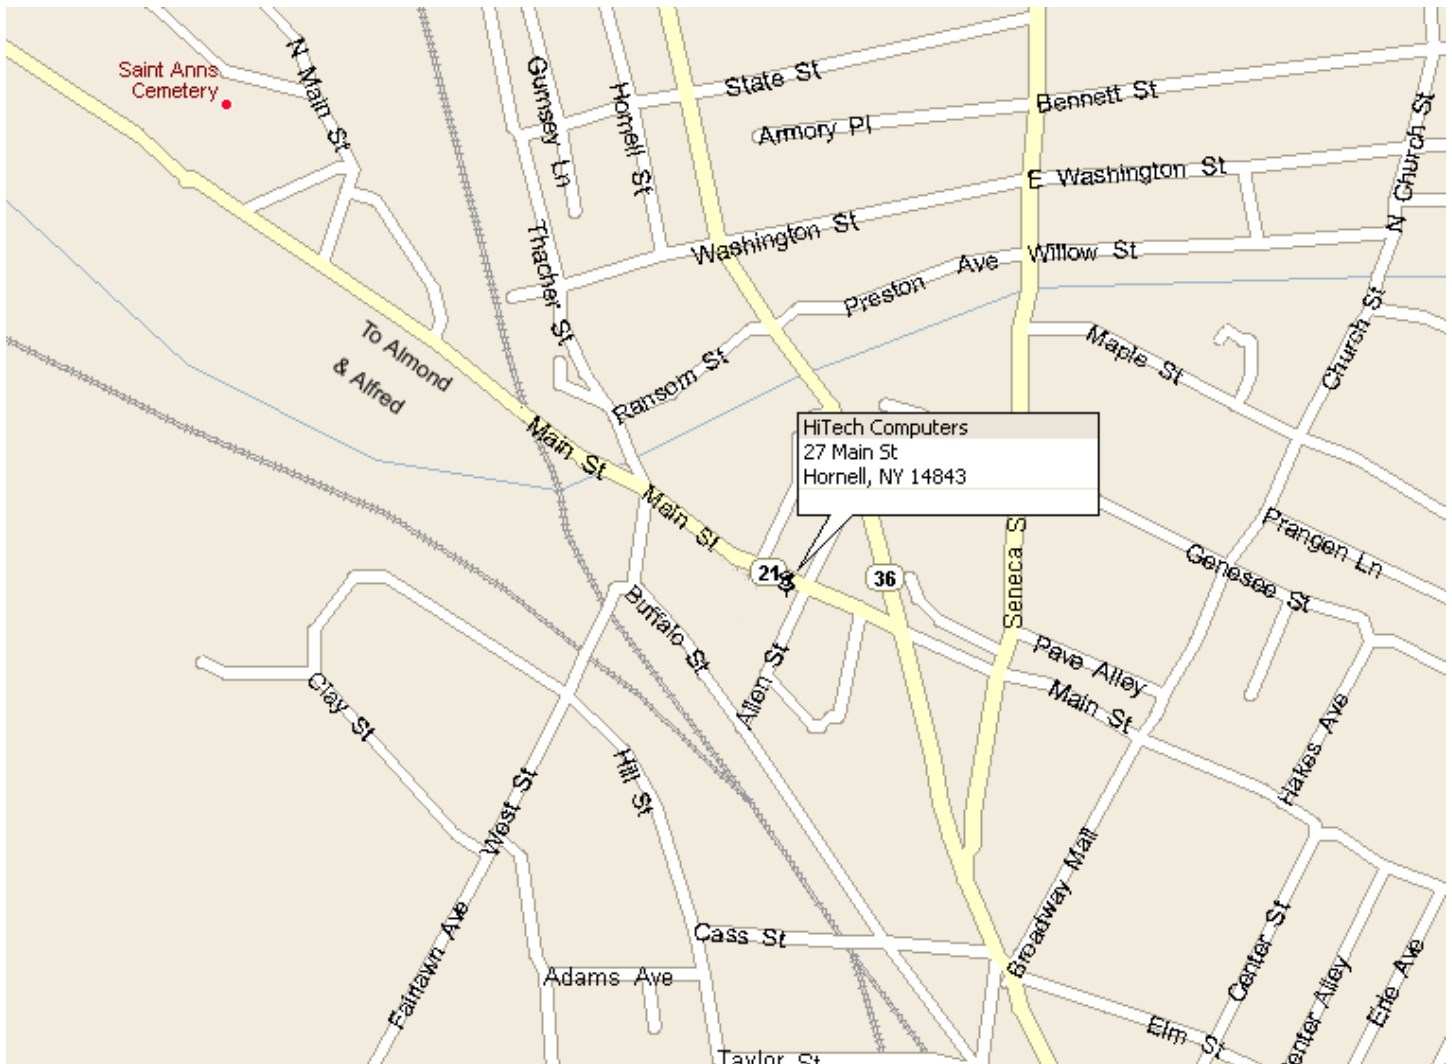 Saint Anns
Cemetery
N Main St
Gurnsey Ln
Hornell St
State St
Armory Pl
Bennett St
E Washington St
Washington St
N Church St
Thacher St
Preston Ave
Willow St
Ransom St
Maple St
Church St
To Almond
& Alfred
Main St
Main St
HiTech Computers
27 Main St
Hornell, NY 14843
21
36
Seneca S
Prangen Ln
Genesee St
Buffalo St
Allen St
Pave Alley
Main St
Clay St
Hill St
West St
Hakes Ave
Broadway Mall
Fairlawn Ave
Cass St
Adams Ave
Center St
enter Alley
Erie Ave
Elm St
Taylor St